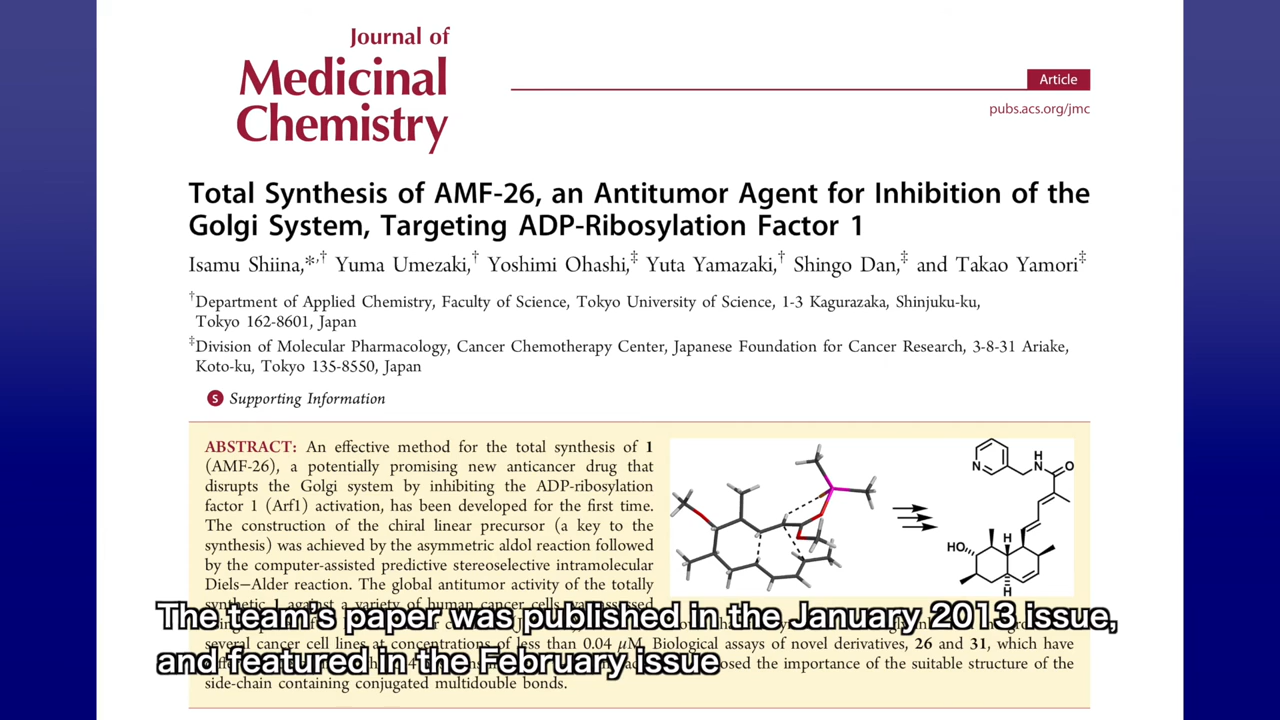 Journal of
Medicinal
Chemistry
Article
pubs.acs.org/jmc
Total Synthesis of AMF-26, an Antitumor Agent for Inhibition of the
Golgi System, Targeting ADP-Ribosylation Factor 1
Isamu Shiina,*,† Yuma Umezaki,† Yoshimi Ohashi,‡ Yuta Yamazaki,† Shingo Dan,‡ and Takao Yamori‡
†Department of Applied Chemistry, Faculty of Science, Tokyo University of Science, 1-3 Kagurazaka, Shinjuku-ku,
Tokyo 162-8601, Japan
‡Division of Molecular Pharmacology, Cancer Chemotherapy Center, Japanese Foundation for Cancer Research, 3-8-31 Ariake,
Koto-ku, Tokyo 135-8550, Japan
S Supporting Information
ABSTRACT: An effective method for the total synthesis of 1
(AMF-26), a potentially promising new anticancer drug that
disrupts the Golgi system by inhibiting the ADP-ribosylation
factor 1 (Arf1) activation, has been developed for the first time.
The construction of the chiral linear precursor (a key to the
synthesis) was achieved by the asymmetric aldol reaction followed
by the computer-assisted predictive stereoselective intramolecular
Diels−Alder reaction. The global antitumor activity of the totally
synthetic 1 against a variety of human cancer cells was assessed
several cancer cell lines at concentrations of less than 0.04 μM. Biological assays of novel derivatives, 26 and 31, which have
the importance of the suitable structure of the
side-chain containing conjugated multidouble bonds.
N
H
N
O
HO
H
H
The team's paper was published in the January 2013 issue,
and featured in the February issue